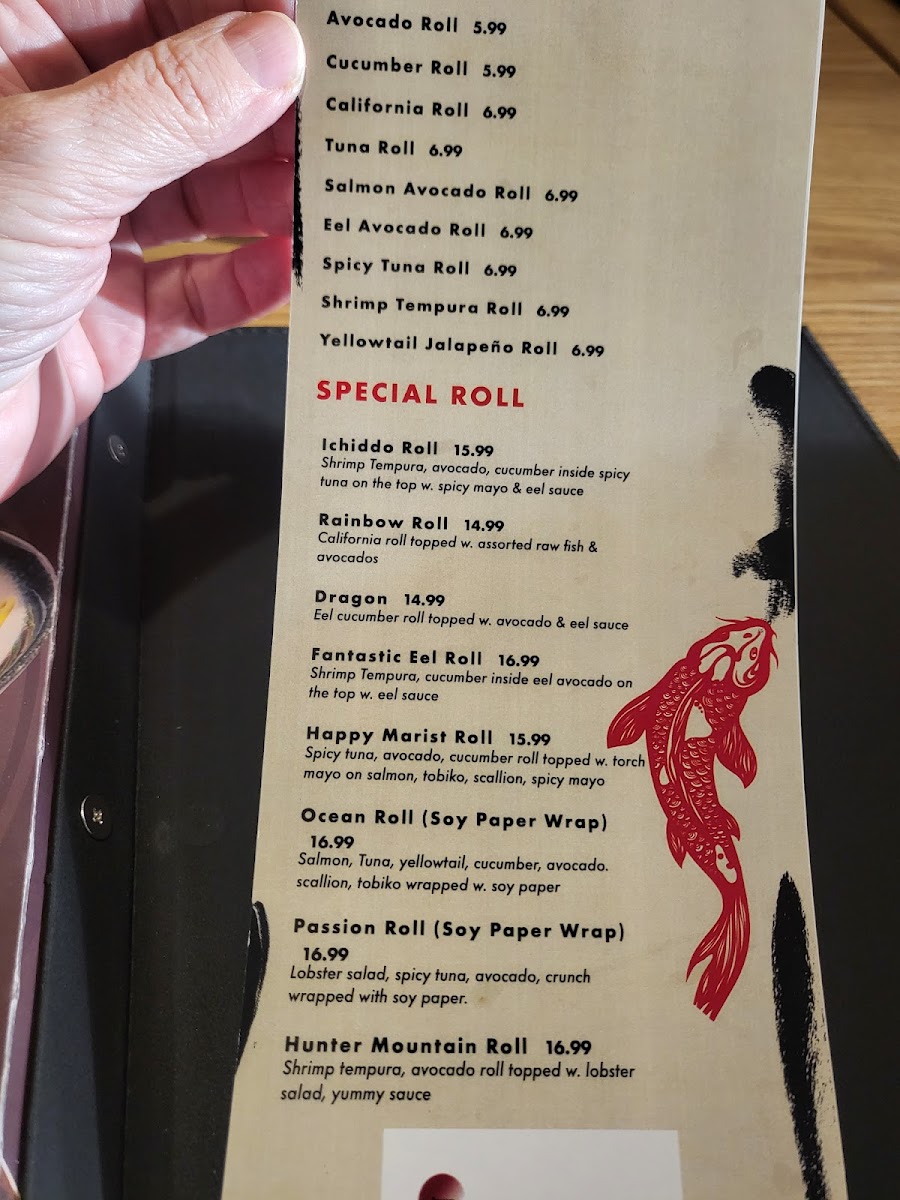 Avocado Roll 5.99
Cucumber Roll 5.99
California Roll 6.99
Tuna Roll 6.99
Salmon Avocado Roll 6.99
Eel Avocado Roll 6.99
Spicy Tuna Roll 6.99
Shrimp Tempura Roll 6.99
Yellowtail Jalapeño Roll 6.99
SPECIAL ROLL
Ichiddo Roll 15.99
Shrimp Tempura, avocado, cucumber inside spicy
tuna on the top w. spicy mayo & eel sauce
Rainbow Roll 14.99
California roll topped w. assorted raw fish &
avocados
Dragon 14.99
Eel cucumber roll topped w. avocado & eel sauce
Fantastic Eel Roll 16.99
Shrimp Tempura, cucumber inside eel avocado on
the top w. eel sauce
Happy Marist Roll 15.99
Spicy tuna, avocado, cucumber roll topped w. torch
mayo on salmon, tobiko, scallion, spicy mayo
Ocean Roll (Soy Paper Wrap)
16.99
Salmon, Tuna, yellowtail, cucumber, avocado.
scallion, tobiko wrapped w. soy paper
Passion Roll (Soy Paper Wrap)
16.99
Lobster salad, spicy tuna, avocado, crunch
wrapped with soy paper.
Hunter Mountain Roll 16.99
Shrimp tempura, avocado roll topped w. lobster
salad, yummy sauce